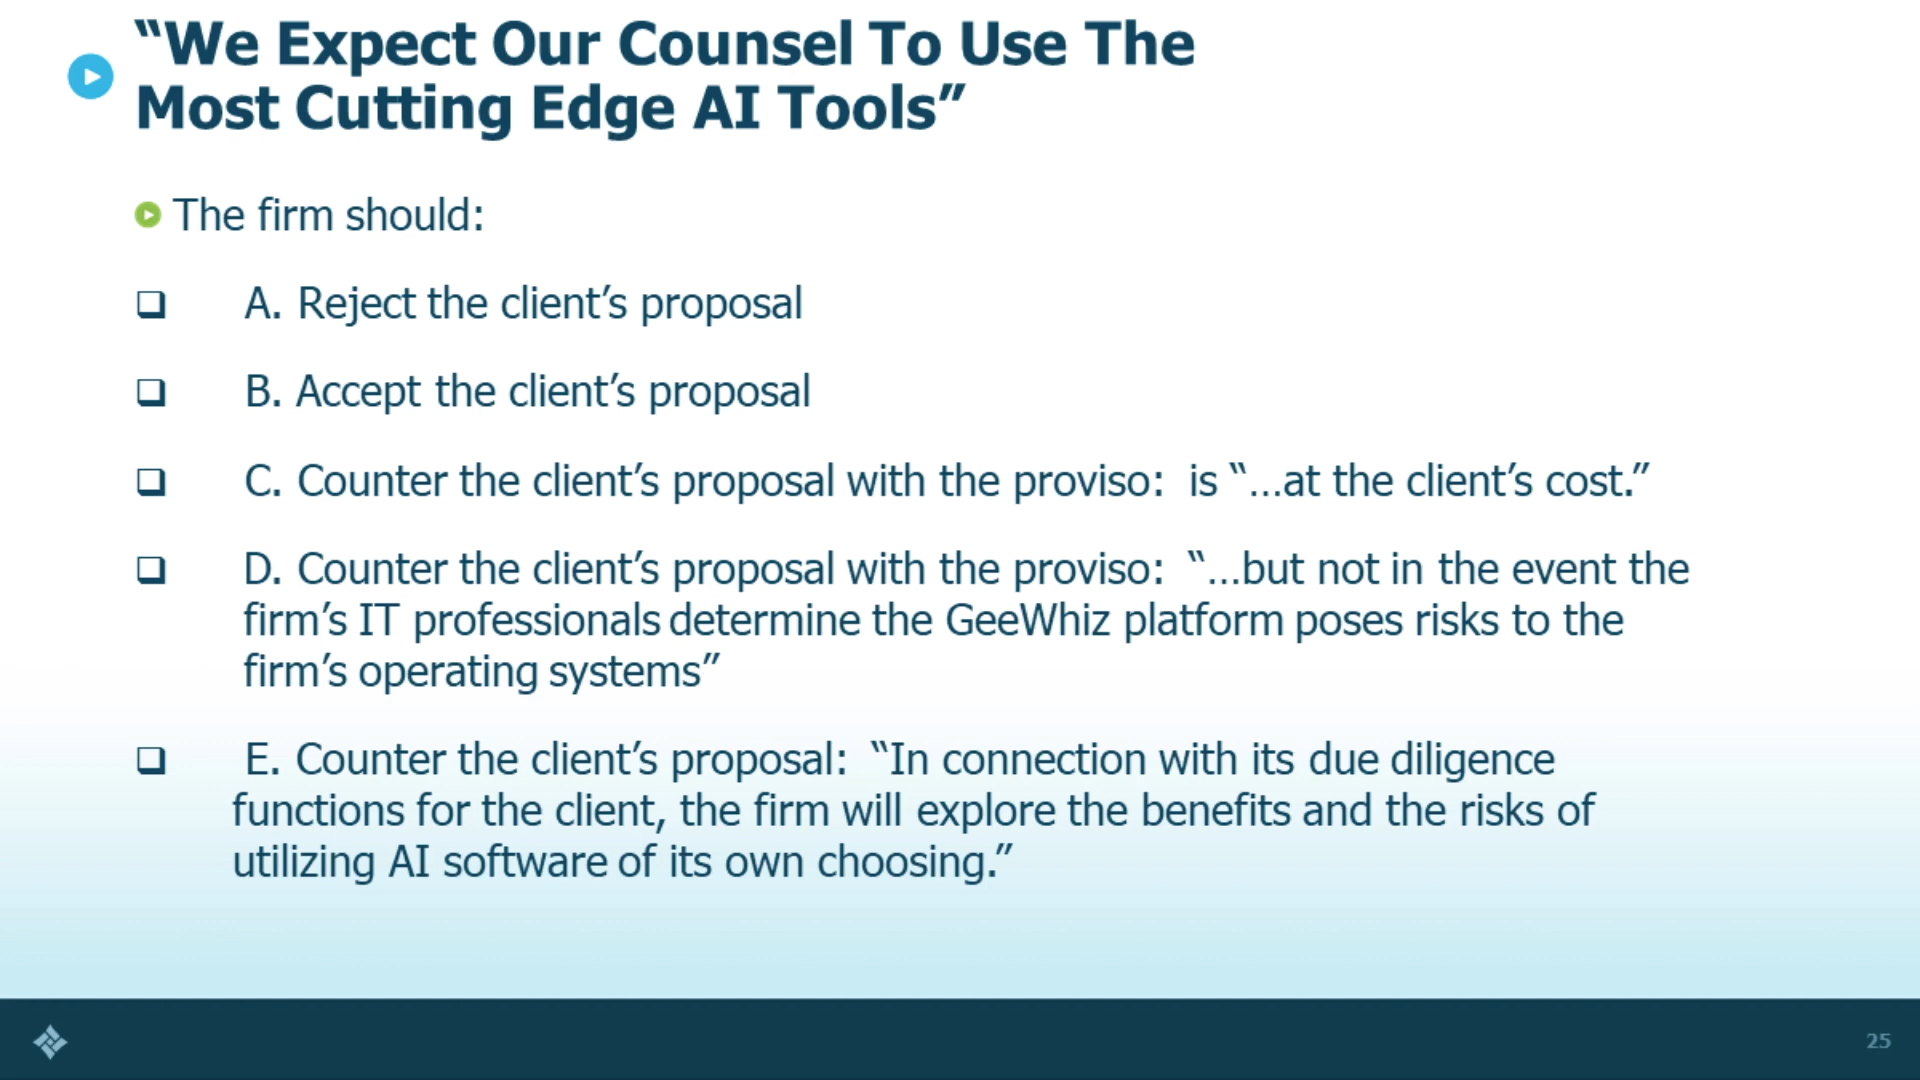 “We Expect Our Counsel To Use The
Most Cutting Edge AI Tools”
The firm should:
A. Reject the client’s proposal
B. Accept the client’s proposal
C. Counter the client’s proposal with the proviso:  is “…at the client’s cost.”
D. Counter the client’s proposal with the proviso:  “…but not in the event the
firm’s IT professionals determine the GeeWhiz platform poses risks to the
firm’s operating systems”
E. Counter the client’s proposal:  “In connection with its due diligence
functions for the client, the firm will explore the benefits and the risks of
utilizing AI software of its own choosing.”
25